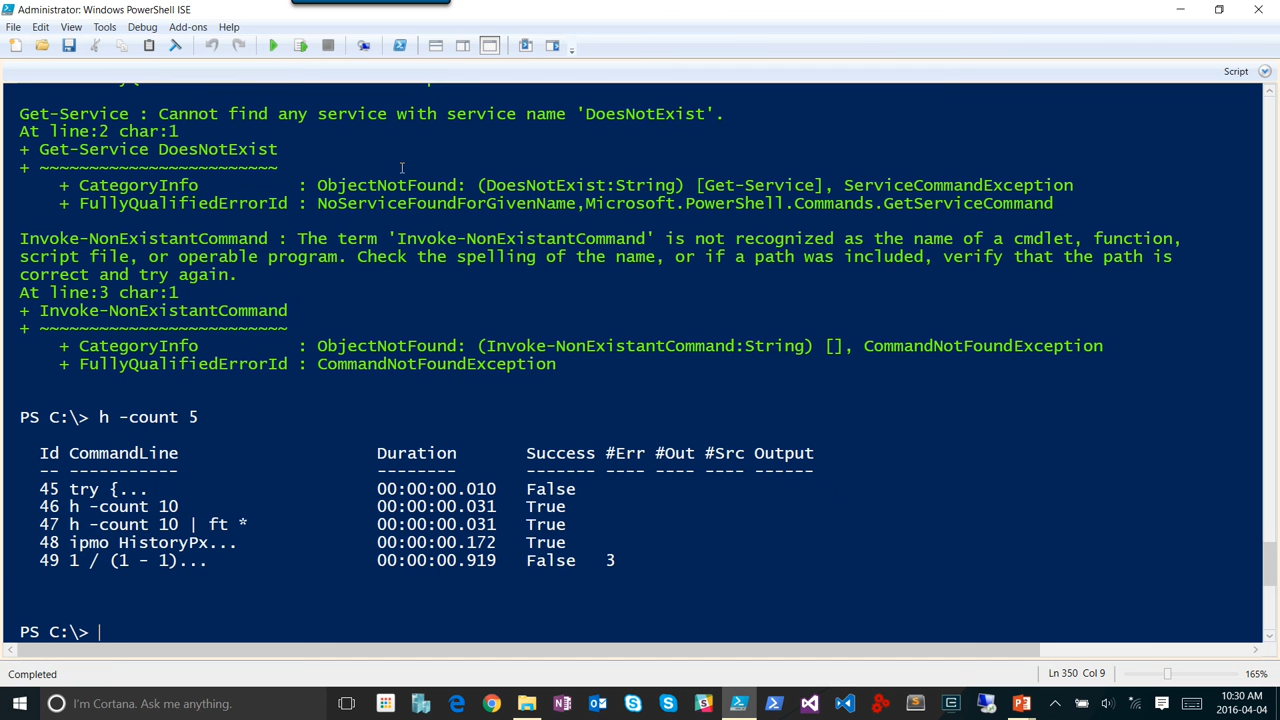 Administrator: Windows PowerShell ISE
File Edit View Tools Debug Add-ons Help
Script
Get-Service : Cannot find any service with service name 'DoesNotExist'.
At line:2 char:1
+ Get-Service DoesNotExist
+ ~~~~~~~~~~~~~~~~~~~~~~~~
+ CategoryInfo : ObjectNotFound: (DoesNotExist:String) [Get-Service], ServiceCommandException
+ FullyQualifiedErrorId : NoServiceFoundForGivenName,Microsoft.PowerShell.Commands.GetServiceCommand
Invoke-NonExistantCommand : The term 'Invoke-NonExistantCommand' is not recognized as the name of a cmdlet, function,
script file, or operable program. Check the spelling of the name, or if a path was included, verify that the path is
correct and try again.
At line:3 char:1
+ Invoke-NonExistantCommand
+ ~~~~~~~~~~~~~~~~~~~~~~~~~
+ CategoryInfo : ObjectNotFound: (Invoke-NonExistantCommand:String) [], CommandNotFoundException
+ FullyQualifiedErrorId : CommandNotFoundException
PS C:\> h -count 5
Id CommandLine Duration Success #Err #Out #Src Output
-- ----------- -------- ------- ---- ---- ---- ------
45 try {... 00:00:00.010 False
46 h -count 10 00:00:00.031 True
47 h -count 10 | ft * 00:00:00.031 True
48 ipmo HistoryPx... 00:00:00.172 True
49 1 / (1 - 1)... 00:00:00.919 False 3
PS C:\>
Completed Ln 350 Col 9 165%
I'm Cortana. Ask me anything.
10:30 AM
2016-04-04